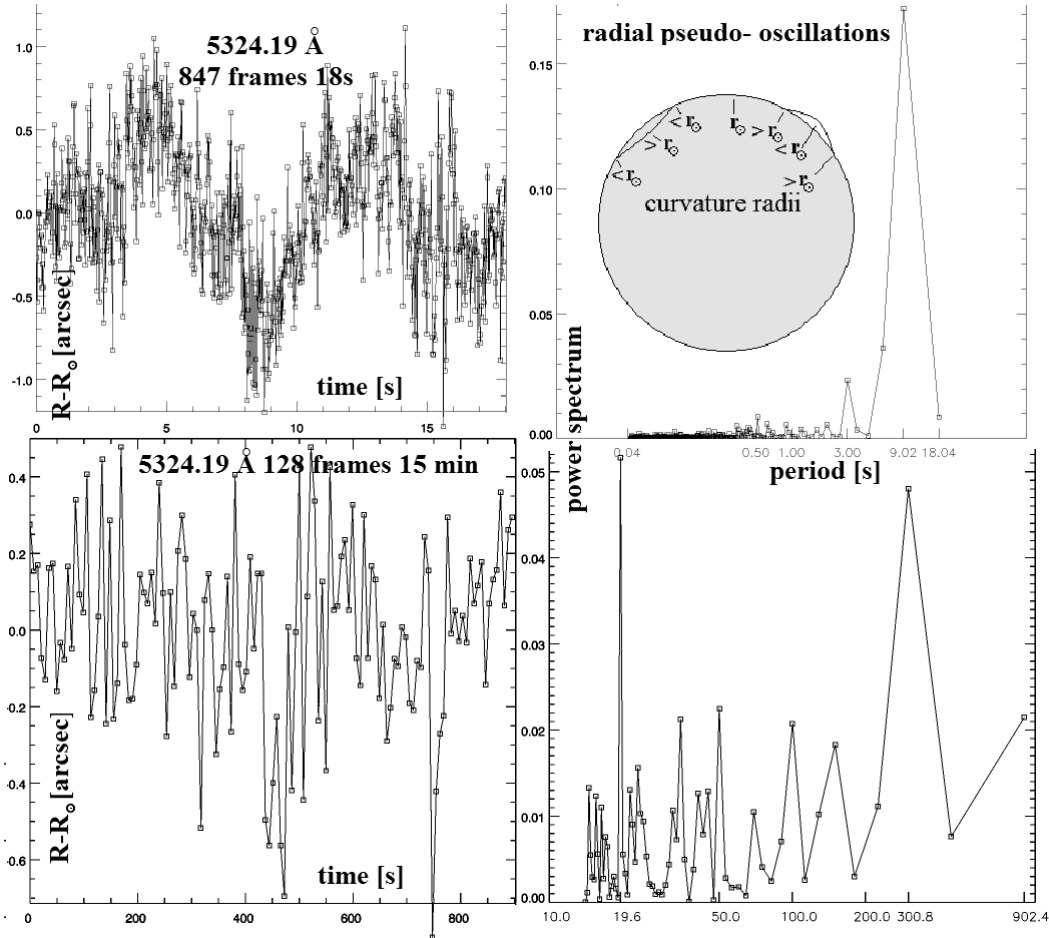 1.0
0.5
0.0
-0.5
-1.0
0
5
10
15
5324.19 Å
847 frames 18s
R-R☉[arcsec]
time [s]
radial pseudo- oscillations
0.15
0.10
0.05
0.00
<r☉
>r☉
<r☉
r☉
>r☉
<r☉
>r☉
curvature radii
0.04
0.50
1.00
3.00
9.02
18.04
period [s]
power spectrum
0.4
0.2
0.0
0.2
0.4
0.6
0
200
400
600
800
5324.19 Å 128 frames 15 min
R-R☉[arcsec]
time [s]
0.05
0.04
0.03
0.02
0.01
0.00
10.0
19.6
50.0
100.0
200.0
300.8
902.4